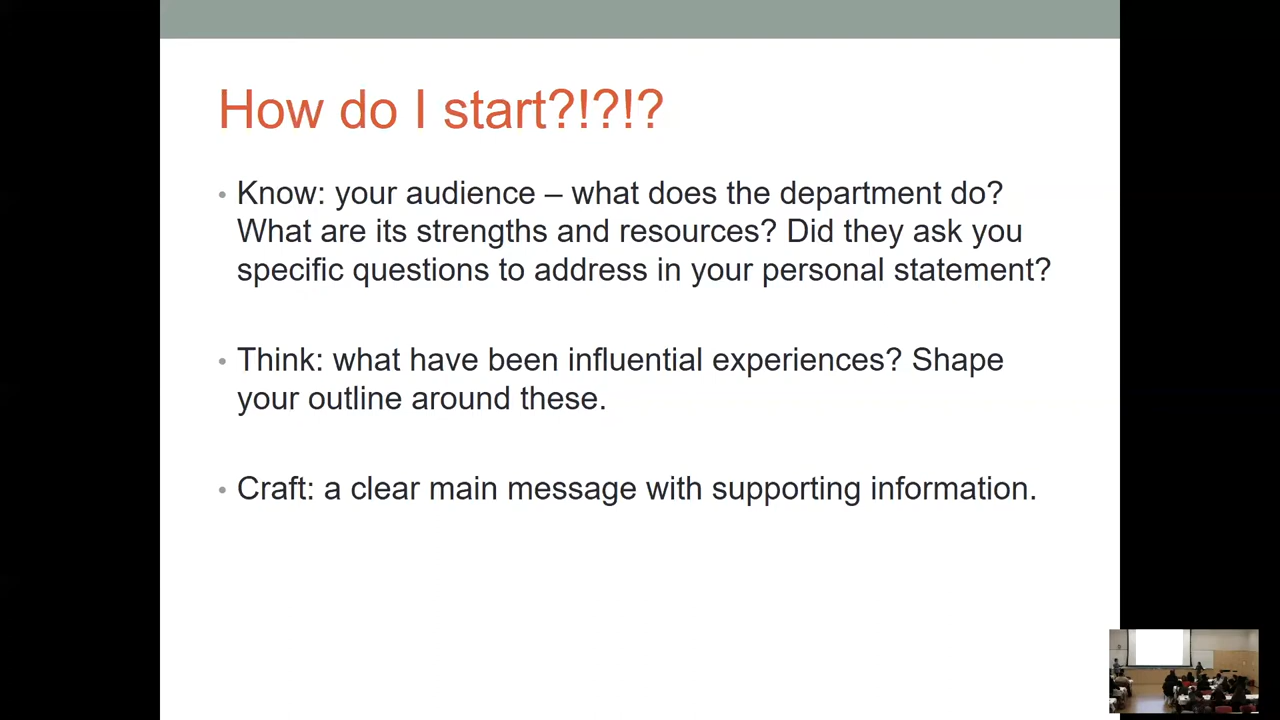 How do I start?!?!?
• Know: your audience – what does the department do?
What are its strengths and resources? Did they ask you
specific questions to address in your personal statement?
• Think: what have been influential experiences? Shape
your outline around these.
• Craft: a clear main message with supporting information.